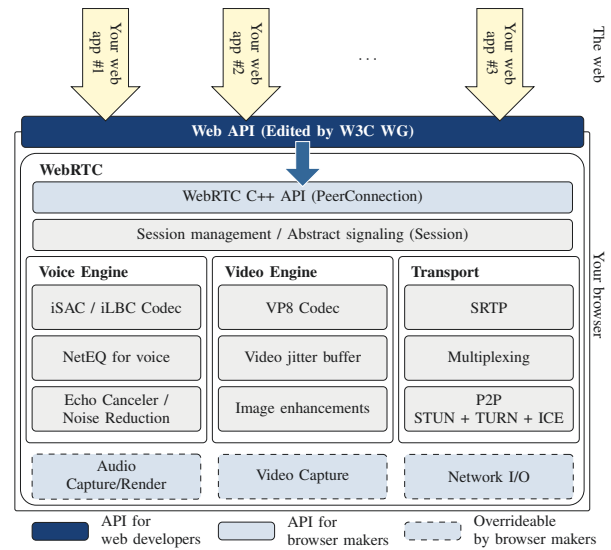 Your web
app #1
Your web
app #2
...
Your web
app #3
The web
Web API (Edited by W3C WG)
WebRTC
WebRTC C++ API (PeerConnection)
Session management / Abstract signaling (Session)
Your browser
Voice Engine
iSAC / iLBC Codec
NetEQ for voice
Echo Canceler /
Noise Reduction
Audio
Capture/Render
Video Engine
VP8 Codec
Video jitter buffer
Image enhancements
Video Capture
Transport
SRTP
Multiplexing
P2P
STUN + TURN + ICE
Network I/O
API for
web developers
API for
browser makers
Overrideable
by browser makers